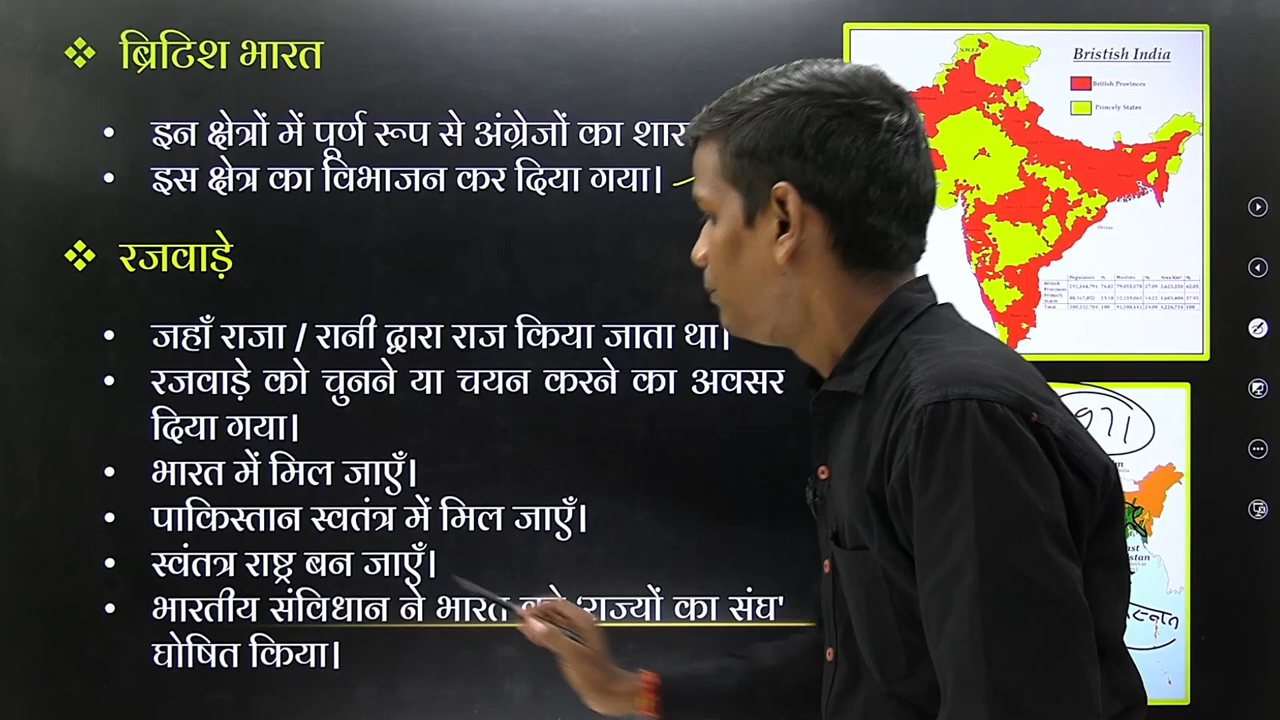 ❖ ब्रिटिश भारत
• इन क्षेत्रों में पूर्ण रूप से अंग्रेजों का
• इस क्षेत्र का विभाजन कर दिया गया।
❖ रजवाड़े
• जहाँ राजा / रानी द्वारा राज किया जाता था।
• रजवाड़े को चुनने या चयन करने का अवसर
दिया गया।
• भारत में मिल जाएँ।
• पाकिस्तान स्वतंत्र में मिल जाएँ।
• स्वंतत्र राष्ट्र बन जाएँ।
• भारतीय संविधान ने भारत को 'राज्यों का संघ'
घोषित किया।
Bristish India
British Provinces
Princely States